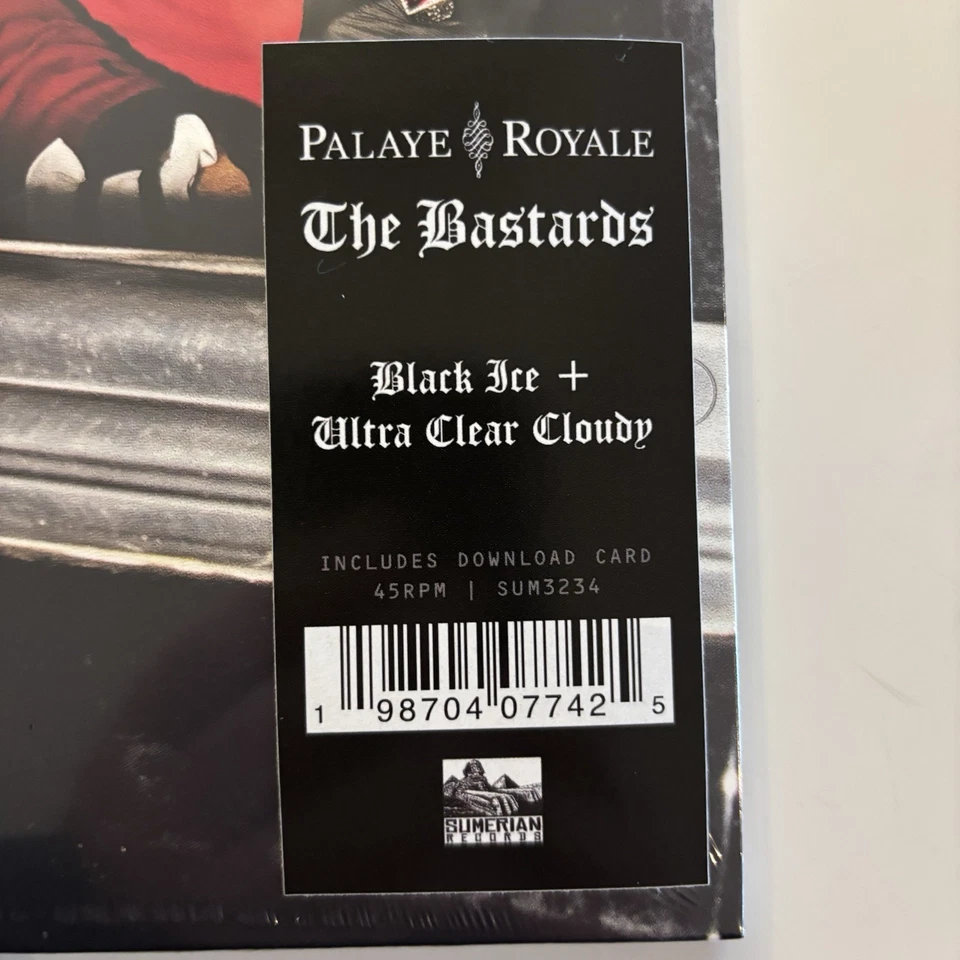 PALAYE ROYALE
The Bastards
Black Ice +
Ultra Clear Cloudy
INCLUDES DOWNLOAD CARD
45RPM | SUM3234
1 98704 07742 5
SUMERIAN
RECORDS